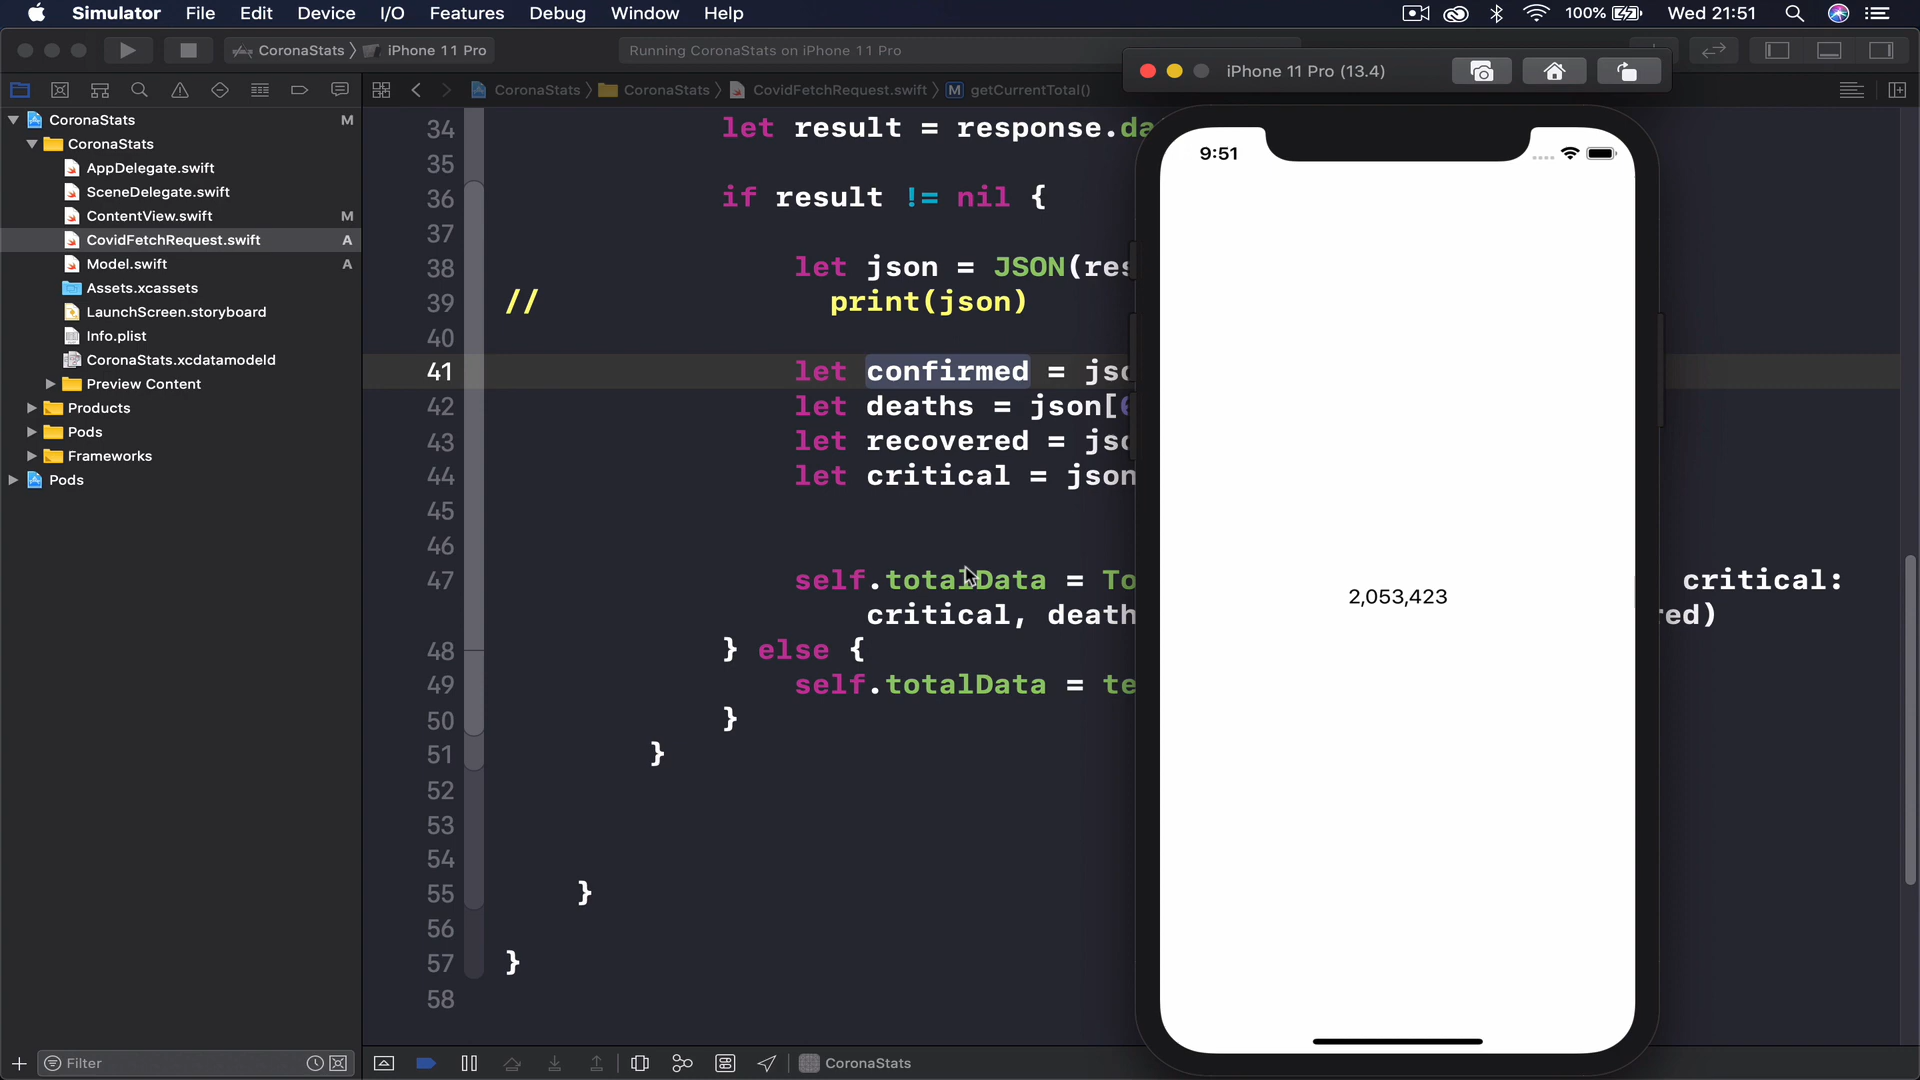 Simulator File Edit Device I/O Features Debug Window Help 100% Wed 21:51
CoronaStats iPhone 11 Pro Running CoronaStats on iPhone 11 Pro
iPhone 11 Pro (13.4)
CoronaStats CoronaStats CovidFetchRequest.swift M getCurrentTotal()
CoronaStats M
CoronaStats
AppDelegate.swift
SceneDelegate.swift
ContentView.swift M
CovidFetchRequest.swift A
Model.swift A
Assets.xcassets
LaunchScreen.storyboard
Info.plist
CoronaStats.xcdatamodeld
Preview Content
Products
Pods
Frameworks
Pods
34 let result = response.da
35
36 if result != nil {
37
38 let json = JSON(res
39 // print(json)
40
41 let confirmed = jso
42 let deaths = json[
43 let recovered = jso
44 let critical = json
45
46
47 self.totalData = To critical:
critical, death red)
48 } else {
49 self.totalData = te
50 }
51 }
52
53
54
55 }
56
57 }
58
9:51
2,053,423
Filter
CoronaStats